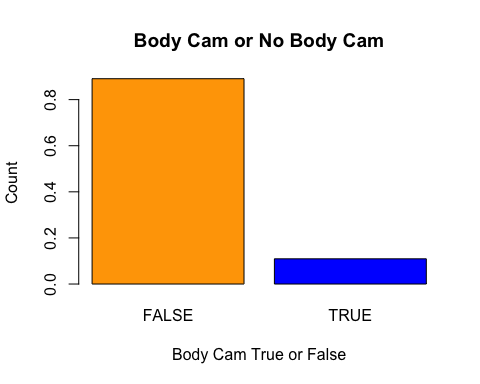 Body Cam or No Body Cam
Count
0.8
0.6
0.4
0.2
0.0
FALSE TRUE
Body Cam True or False